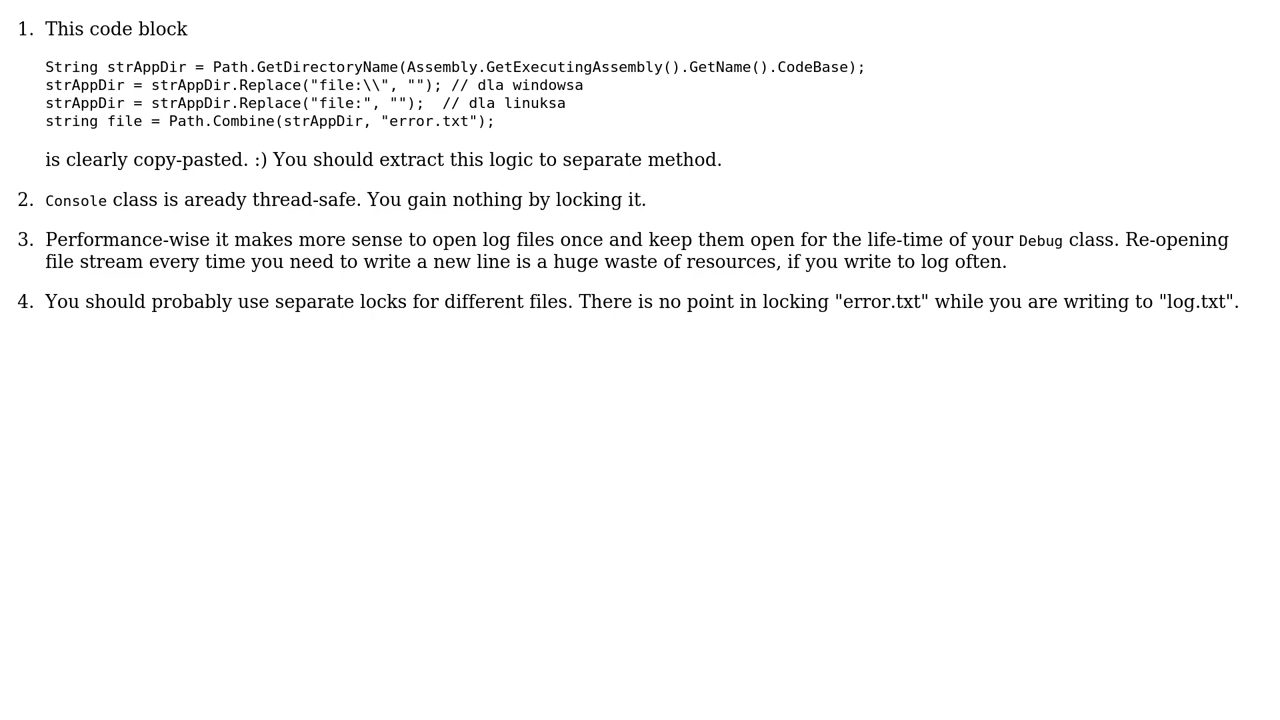 1. This code block
String strAppDir = Path.GetDirectoryName(Assembly.GetExecutingAssembly().GetName().CodeBase);
strAppDir = strAppDir.Replace("file:\\", ""); // dla windowsa
strAppDir = strAppDir.Replace("file:", "");  // dla linuksa
string file = Path.Combine(strAppDir, "error.txt");
is clearly copy-pasted. :) You should extract this logic to separate method.
2. Console class is aready thread-safe. You gain nothing by locking it.
3. Performance-wise it makes more sense to open log files once and keep them open for the life-time of your Debug class. Re-opening
file stream every time you need to write a new line is a huge waste of resources, if you write to log often.
4. You should probably use separate locks for different files. There is no point in locking "error.txt" while you are writing to "log.txt".